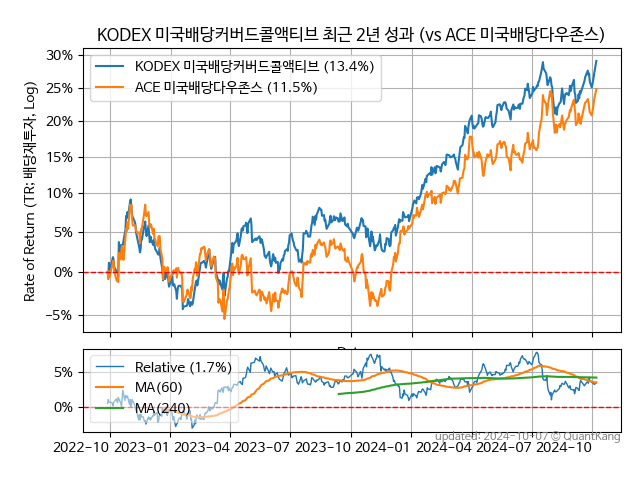 KODEX 미국배당커버드콜액티브 최근 2년 성과 (vs ACE 미국배당다우존스)
Rate of Return (TR: 배당재투자, Log)
30%
25%
20%
15%
10%
5%
0%
−5%
KODEX 미국배당커버드콜액티브 (13.4%)
ACE 미국배당다우존스 (11.5%)
5%
0%
Relative (1.7%)
MA(60)
MA(240)
updated: 2024-10-07 © QuantKang
2022-10 2023-01 2023-04 2023-07 2023-10 2024-01 2024-04 2024-07 2024-10